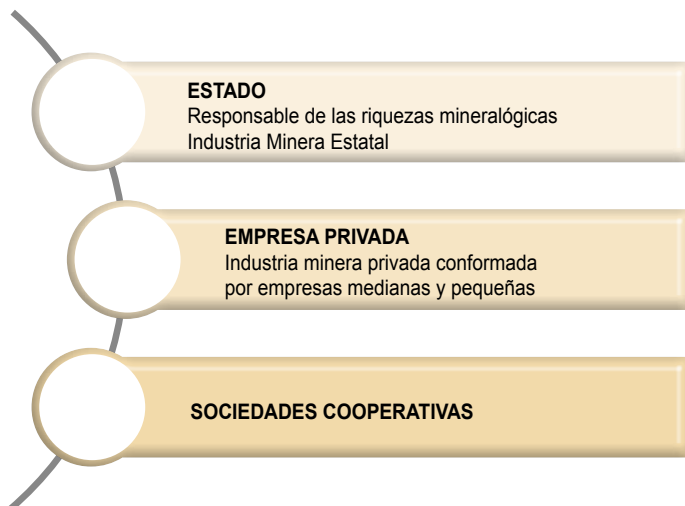 ESTADO
Responsable de las riquezas mineralógicas
Industria Minera Estatal
EMPRESA PRIVADA
Industria minera privada conformada
por empresas medianas y pequeñas
SOCIEDADES COOPERATIVAS